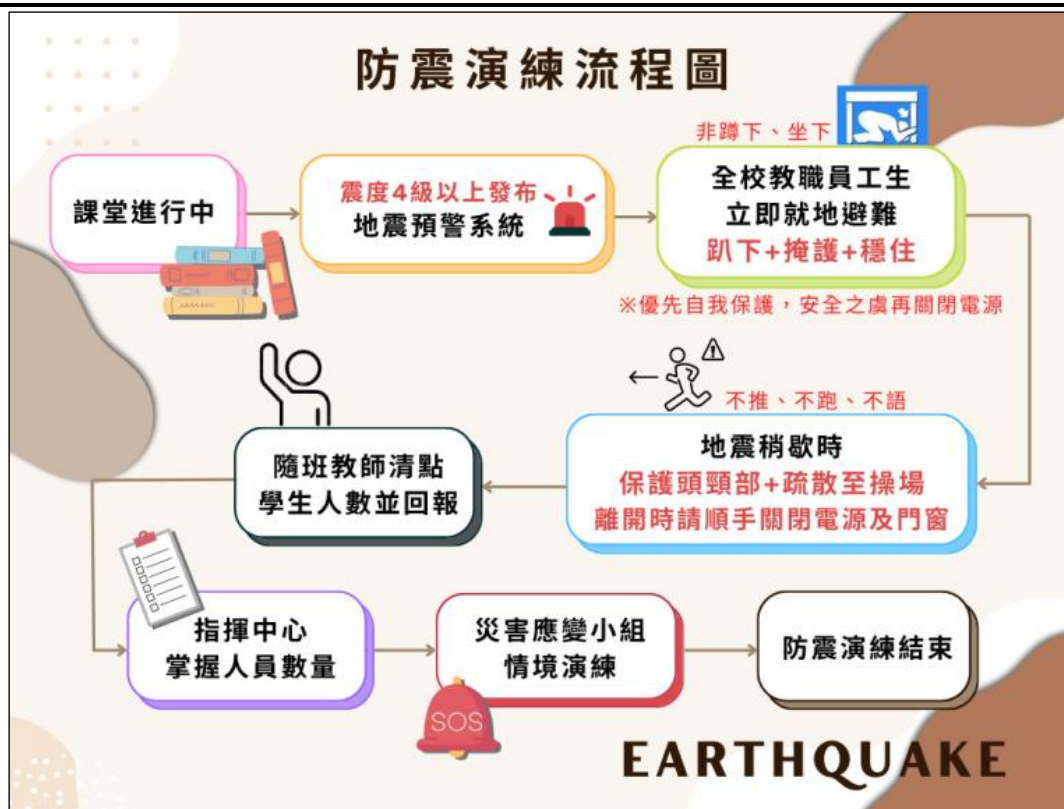 防震演練流程圖
課堂進行中
震度4級以上發布
地震預警系統
非蹲下、坐下
全校教職員工生
立即就地避難
趴下+掩護+穩住
※優先自我保護，安全之虞再關閉電源
不推、不跑、不語
地震稍歇時
保護頭頸部+疏散至操場
離開時請順手關閉電源及門窗
隨班教師清點
學生人數並回報
指揮中心
掌握人員數量
災害應變小組
情境演練
SOS
防震演練結束
EARTHQUAKE